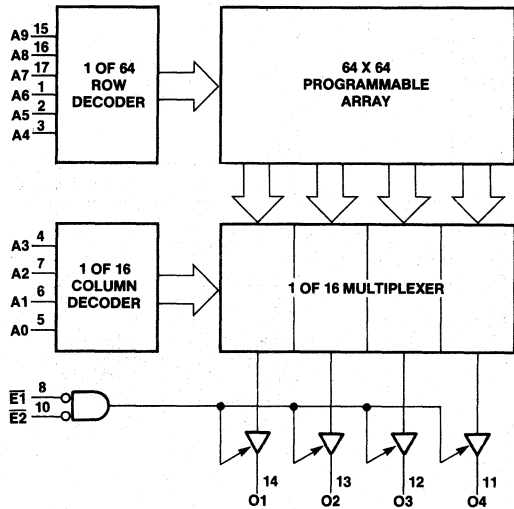 A9 15
A8 16
A7 17
A6 1
A5 2
A4 3
1 OF 64
ROW
DECODER
64 X 64
PROGRAMMABLE
ARRAY
A3 4
A2 7
A1 6
A0 5
1 OF 16
COLUMN
DECODER
1 OF 16 MULTIPLEXER
E1 8
E2 10
14
13
12
11
O1
O2
O3
O4